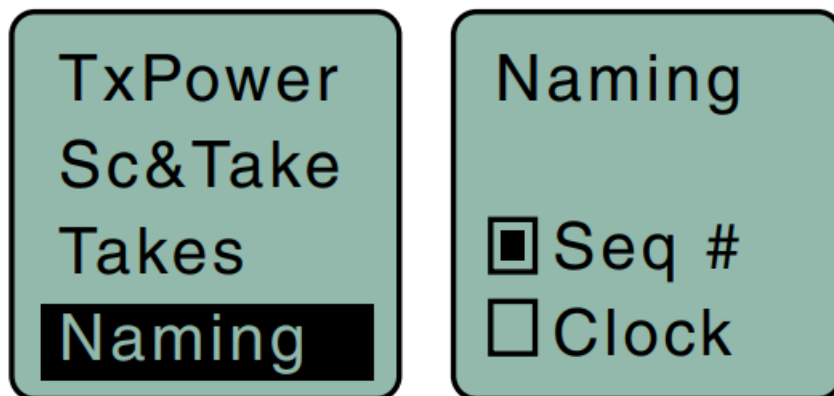 TxPower
Sc&Take
Takes
Naming
Naming
Seq #
Clock